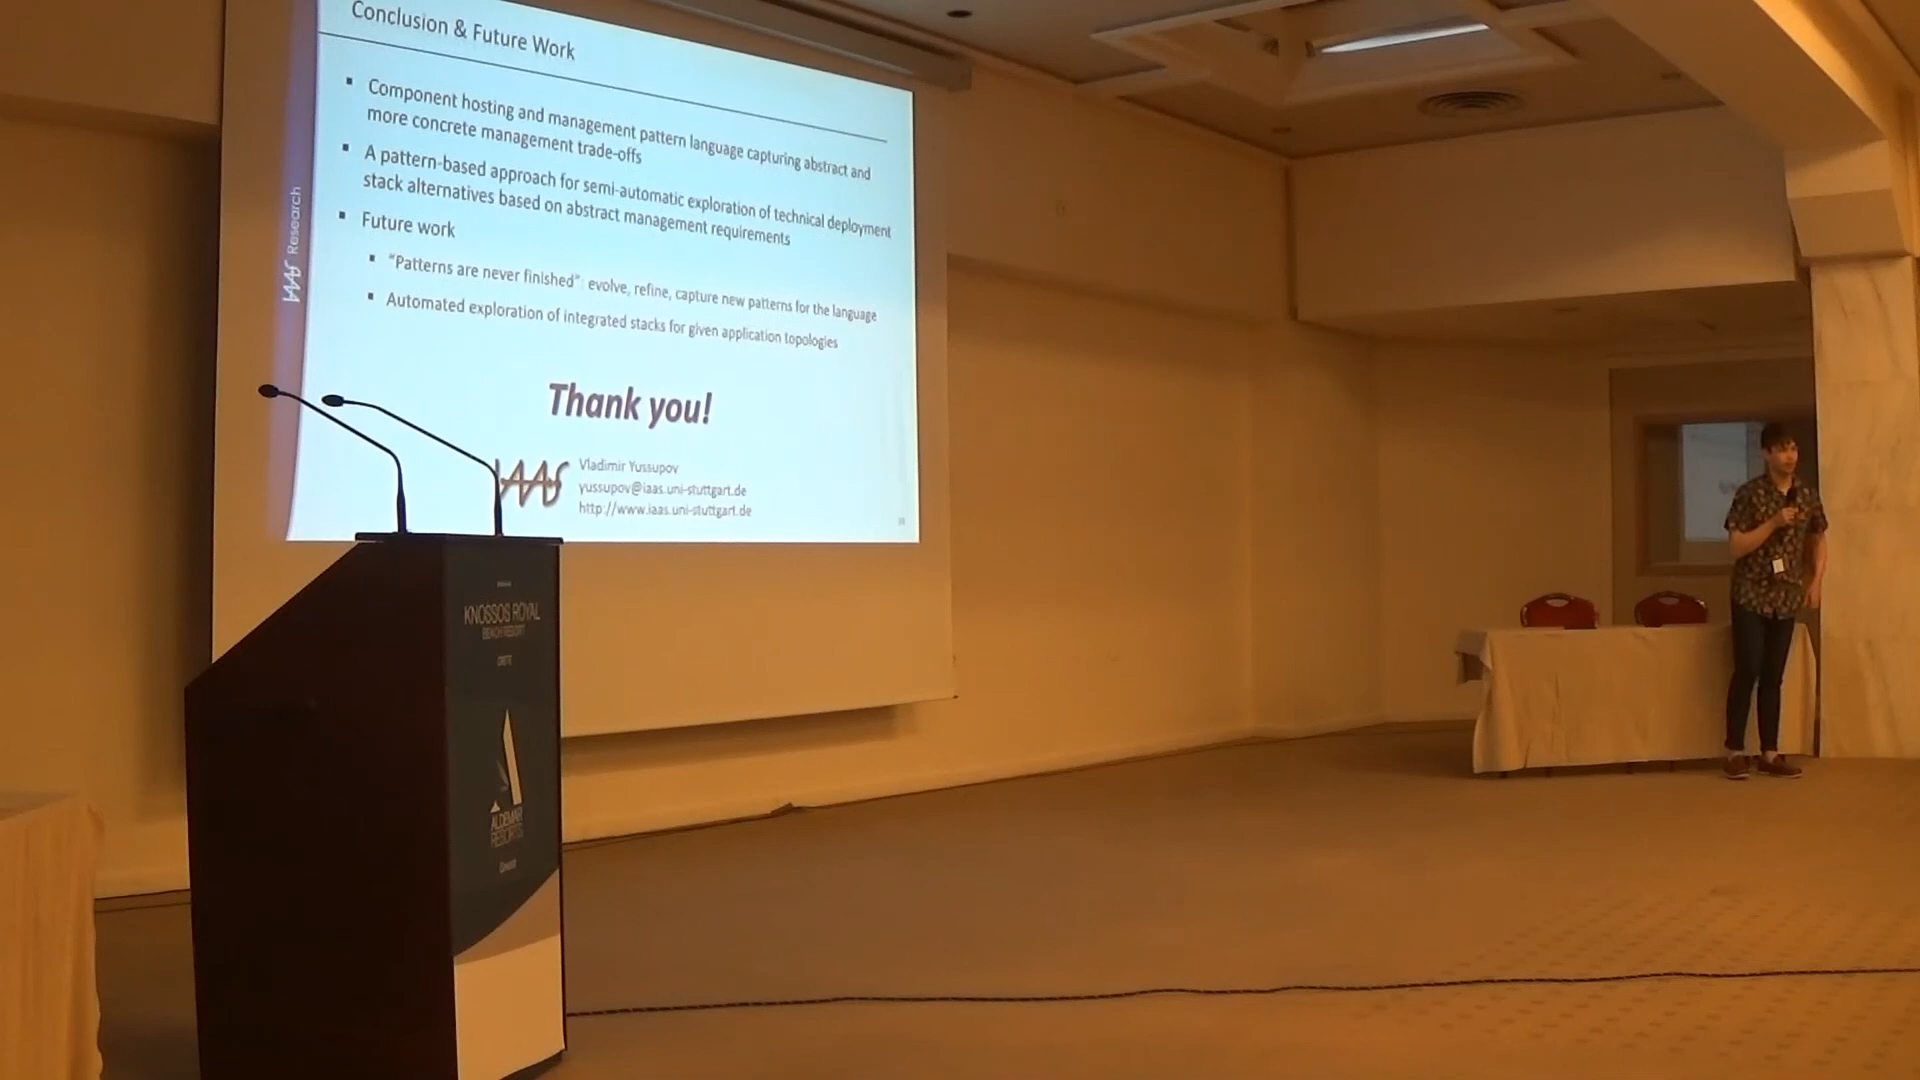 Conclusion & Future Work
Component hosting and management pattern language capturing abstract and
more concrete management trade-offs
A pattern-based approach for semi-automatic exploration of technical deployment
stack alternatives based on abstract management requirements
Future work
"Patterns are never finished": evolve, refine, capture new patterns for the language
Automated exploration of integrated stacks for given application topologies
Thank you!
IAAS
Vladimir Yussupov
yussupov@iaas.uni-stuttgart.de
http://www.iaas.uni-stuttgart.de
IAAS Research
KNOSSOS ROYAL
BEACH RESORT
CRETE
ALDEMAR
RESORTS